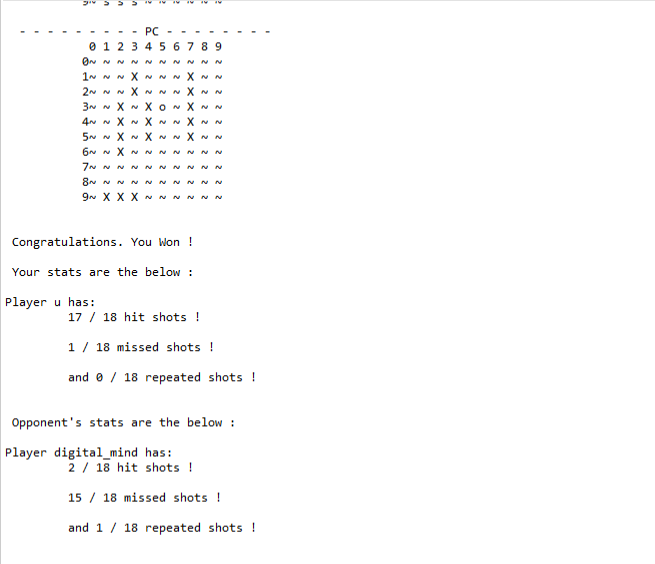 - - - - - - - - - PC - - - - - - - -
0 1 2 3 4 5 6 7 8 9
0~ ~ ~ ~ ~ ~ ~ ~ ~ ~
1~ ~ ~ X ~ ~ ~ X ~ ~
2~ ~ ~ X ~ ~ ~ X ~ ~
3~ ~ X ~ X o ~ X ~ ~
4~ ~ X ~ X ~ ~ X ~ ~
5~ ~ X ~ X ~ ~ X ~ ~
6~ ~ X ~ ~ ~ ~ ~ ~ ~
7~ ~ ~ ~ ~ ~ ~ ~ ~ ~
8~ ~ ~ ~ ~ ~ ~ ~ ~ ~
9~ X X X ~ ~ ~ ~ ~ ~
Congratulations. You Won !
Your stats are the below :
Player u has:
17 / 18 hit shots !
1 / 18 missed shots !
and 0 / 18 repeated shots !
Opponent's stats are the below :
Player digital_mind has:
2 / 18 hit shots !
15 / 18 missed shots !
and 1 / 18 repeated shots !